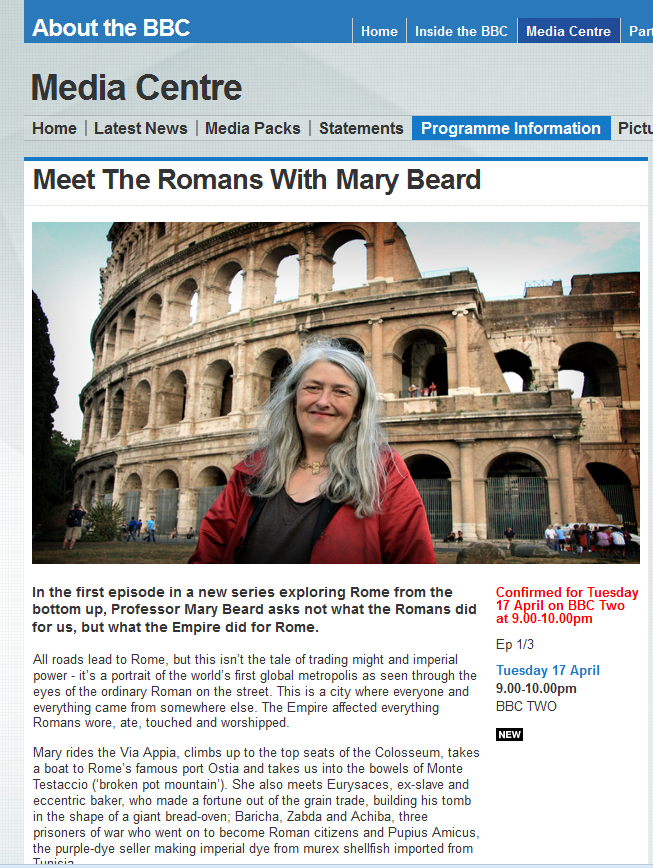 About the BBC
Home
Inside the BBC
Media Centre
Part
Media Centre
Home
Latest News
Media Packs
Statements
Programme Information
Pictu
Meet The Romans With Mary Beard
In the first episode in a new series exploring Rome from the
bottom up, Professor Mary Beard asks not what the Romans did
for us, but what the Empire did for Rome.
All roads lead to Rome, but this isn't the tale of trading might and imperial
power - it's a portrait of the world's first global metropolis as seen through the
eyes of the ordinary Roman on the street. This is a city where everyone and
everything came from somewhere else. The Empire affected everything
Romans wore, ate, touched and worshipped.
Mary rides the Via Appia, climbs up to the top seats of the Colosseum, takes
a boat to Rome's famous port Ostia and takes us into the bowels of Monte
Testaccio ('broken pot mountain'). She also meets Eurysaces, ex-slave and
eccentric baker, who made a fortune out of the grain trade, building his tomb
in the shape of a giant bread-oven; Baricha, Zabda and Achiba, three
prisoners of war who went on to become Roman citizens and Pupius Amicus,
the purple-dye seller making imperial dye from murex shellfish imported from
Tunisia
Confirmed for Tuesday
17 April on BBC Two
at 9.00-10.00pm
Ep 1/3
Tuesday 17 April
9.00-10.00pm
BBC TWO
NEW